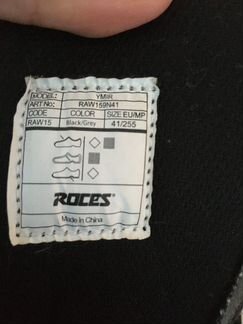 MODEL: YMIR
ART No: RAW159N41
CODE COLOR SIZE EU/MP
RAW15 Black/Grey 41/255
ROCES
Made in China